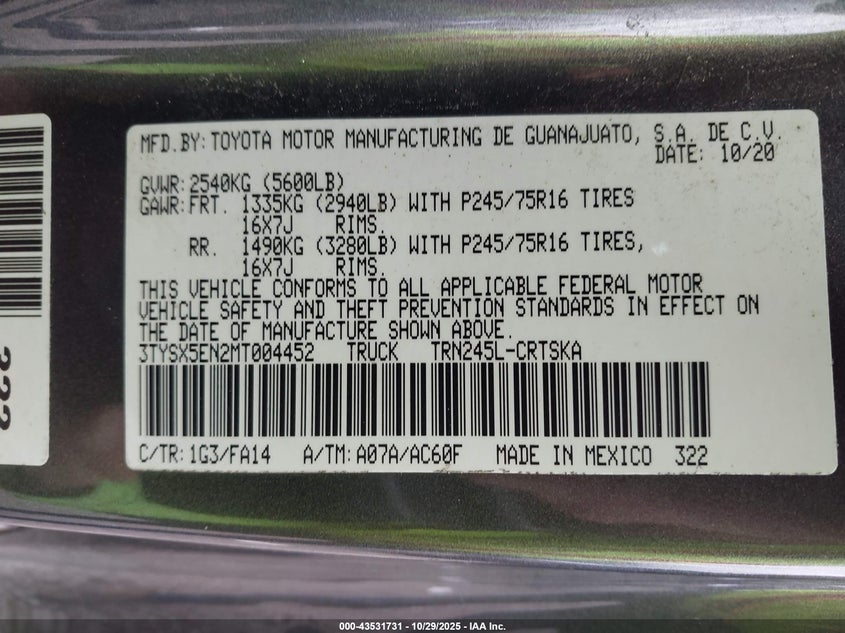 MFD.BY: TOYOTA MOTOR MANUFACTURING DE GUANAJUATO, S.A. DE C.V.
DATE: 10/20
GVWR: 2540KG (5600LB)
GAWR: FRT. 1335KG (2940LB) WITH P245/75R16 TIRES
16X7J RIMS.
RR. 1490KG (3280LB) WITH P245/75R16 TIRES,
16X7J RIMS.
THIS VEHICLE CONFORMS TO ALL APPLICABLE FEDERAL MOTOR
VEHICLE SAFETY AND THEFT PREVENTION STANDARDS IN EFFECT ON
THE DATE OF MANUFACTURE SHOWN ABOVE.
3TYSX5EN2MT004452 TRUCK TRN245L-CRTSKA
C/TR: 1G3/FA14 A/TM: A07A/AC60F MADE IN MEXICO 322
000-43531731 - 10/29/2025 - IAA Inc.